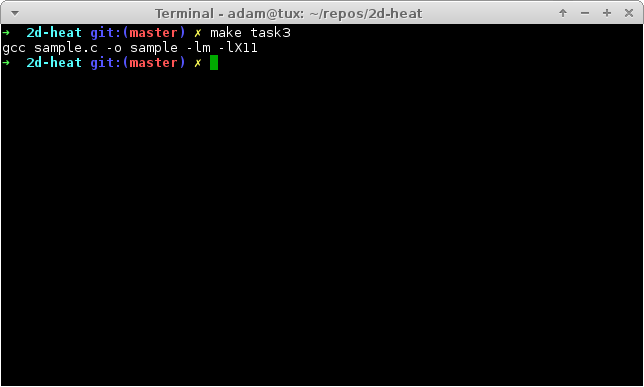 Terminal - adam@tux: ~/repos/2d-heat
➜  2d-heat git:(master) ✗ make task3
gcc sample.c -o sample -lm -lX11
➜  2d-heat git:(master) ✗